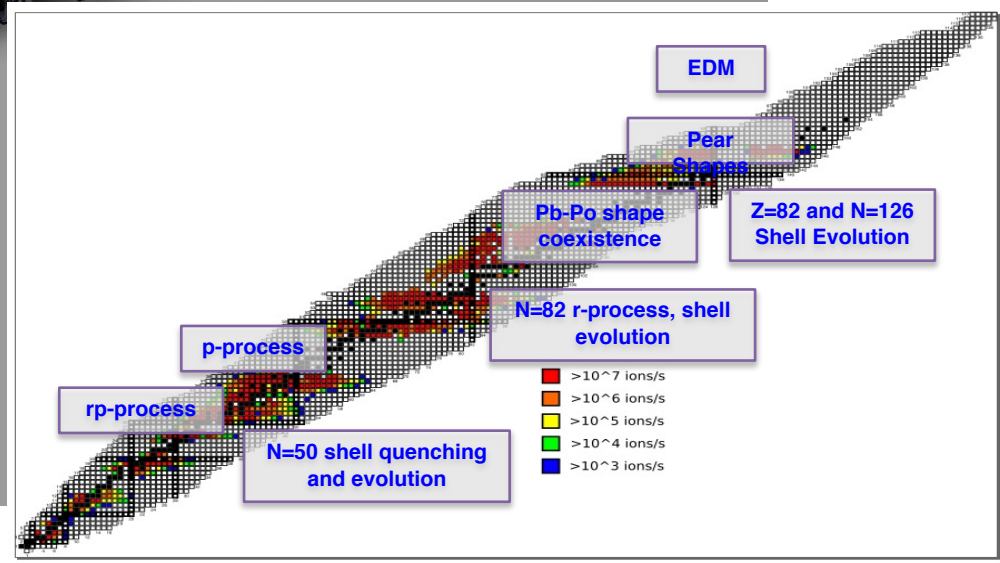 EDM
Pear
Shapes
Pb-Po shape
coexistence
Z=82 and N=126
Shell Evolution
N=82 r-process, shell
evolution
p-process
rp-process
N=50 shell quenching
and evolution
>10^7 ions/s
>10^6 ions/s
>10^5 ions/s
>10^4 ions/s
>10^3 ions/s